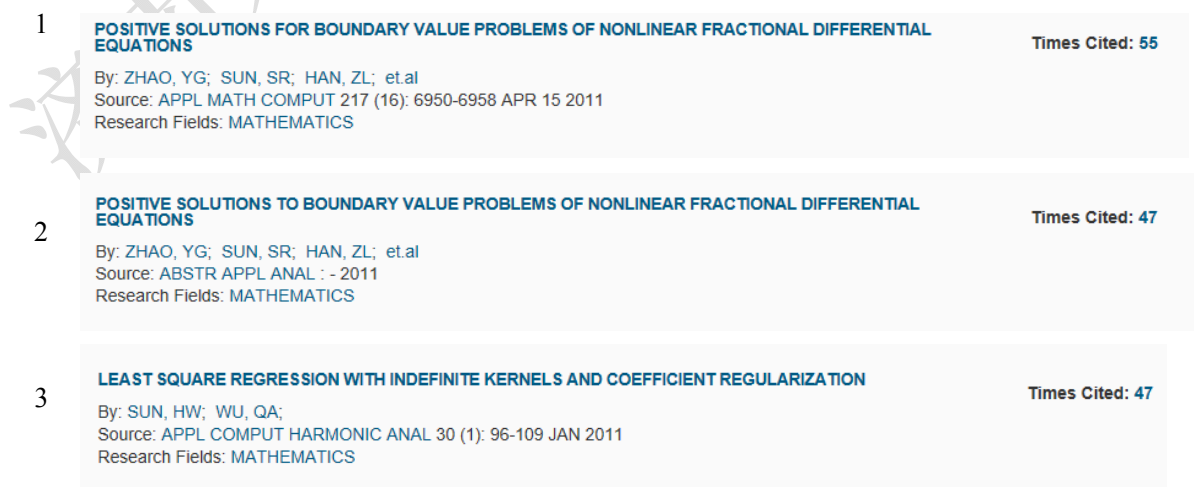 1
POSITIVE SOLUTIONS FOR BOUNDARY VALUE PROBLEMS OF NONLINEAR FRACTIONAL DIFFERENTIAL
EQUATIONS
Times Cited: 55
By: ZHAO, YG; SUN, SR; HAN, ZL; et.al
Source: APPL MATH COMPUT 217 (16): 6950-6958 APR 15 2011
Research Fields: MATHEMATICS
2
POSITIVE SOLUTIONS TO BOUNDARY VALUE PROBLEMS OF NONLINEAR FRACTIONAL DIFFERENTIAL
EQUATIONS
Times Cited: 47
By: ZHAO, YG; SUN, SR; HAN, ZL; et.al
Source: ABSTR APPL ANAL : - 2011
Research Fields: MATHEMATICS
3
LEAST SQUARE REGRESSION WITH INDEFINITE KERNELS AND COEFFICIENT REGULARIZATION
Times Cited: 47
By: SUN, HW; WU, QA;
Source: APPL COMPUT HARMONIC ANAL 30 (1): 96-109 JAN 2011
Research Fields: MATHEMATICS